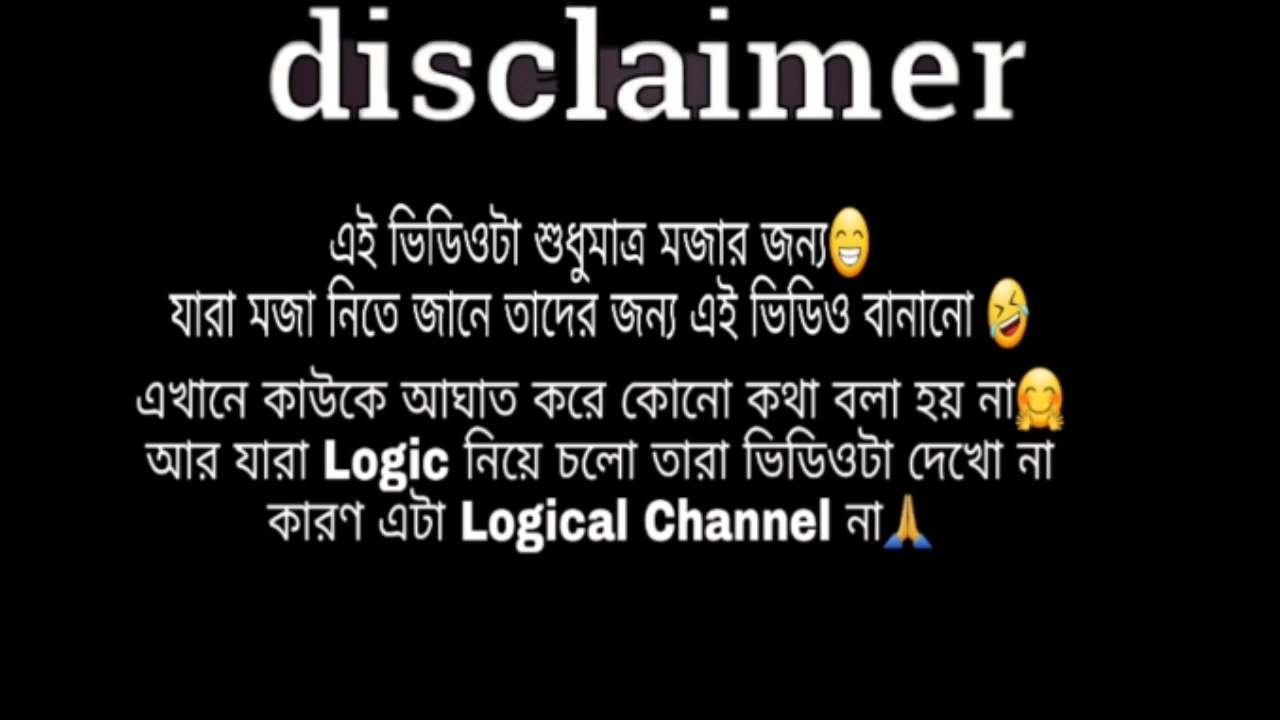 disclaimer
এই ভিডিওটা শুধুমাত্র মজার জন্য😁
যারা মজা নিতে জানে তাদের জন্য এই ভিডিও বানানো 🤣
এখানে কাউকে আঘাত করে কোনো কথা বলা হয় না🤗
আর যারা Logic নিয়ে চলো তারা ভিডিওটা দেখো না
কারণ এটা Logical Channel না🙏